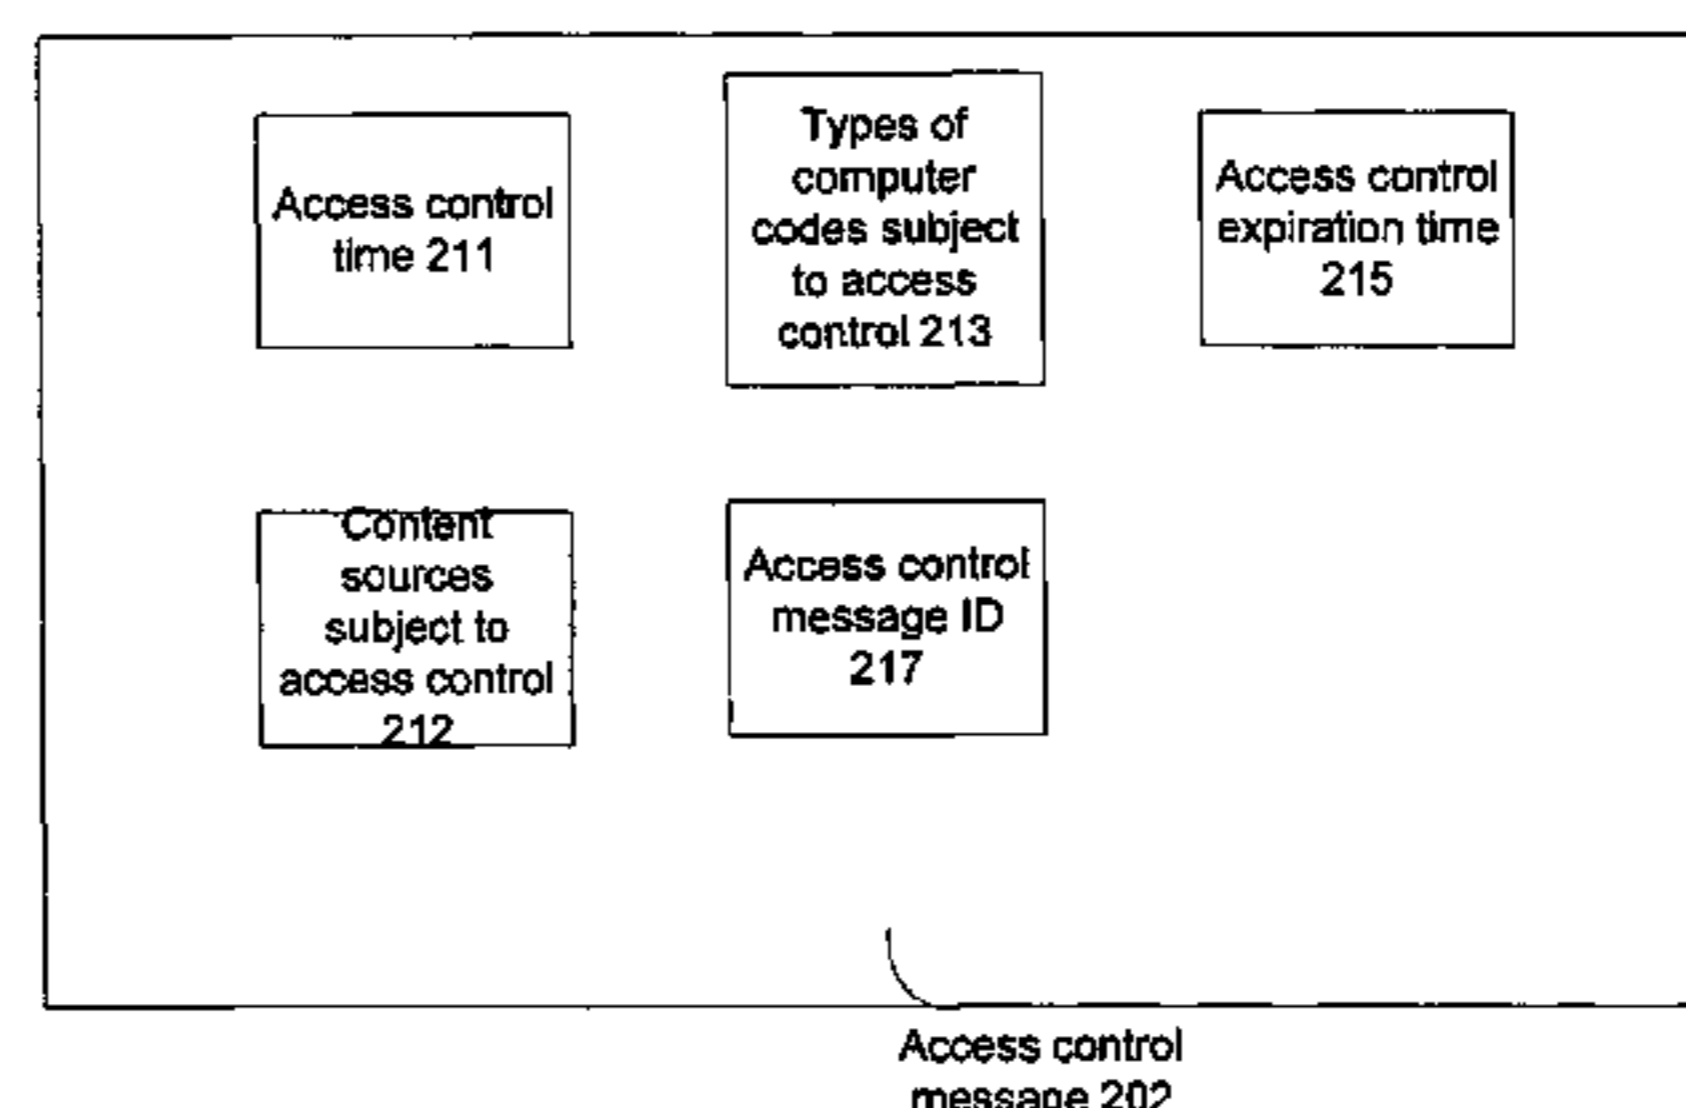 Access control
time 211
Types of
computer
codes subject
to access
control 213
Access control
expiration time
215
Content
sources
subject to
access control
212
Access control
message ID
217
Access control
message 202